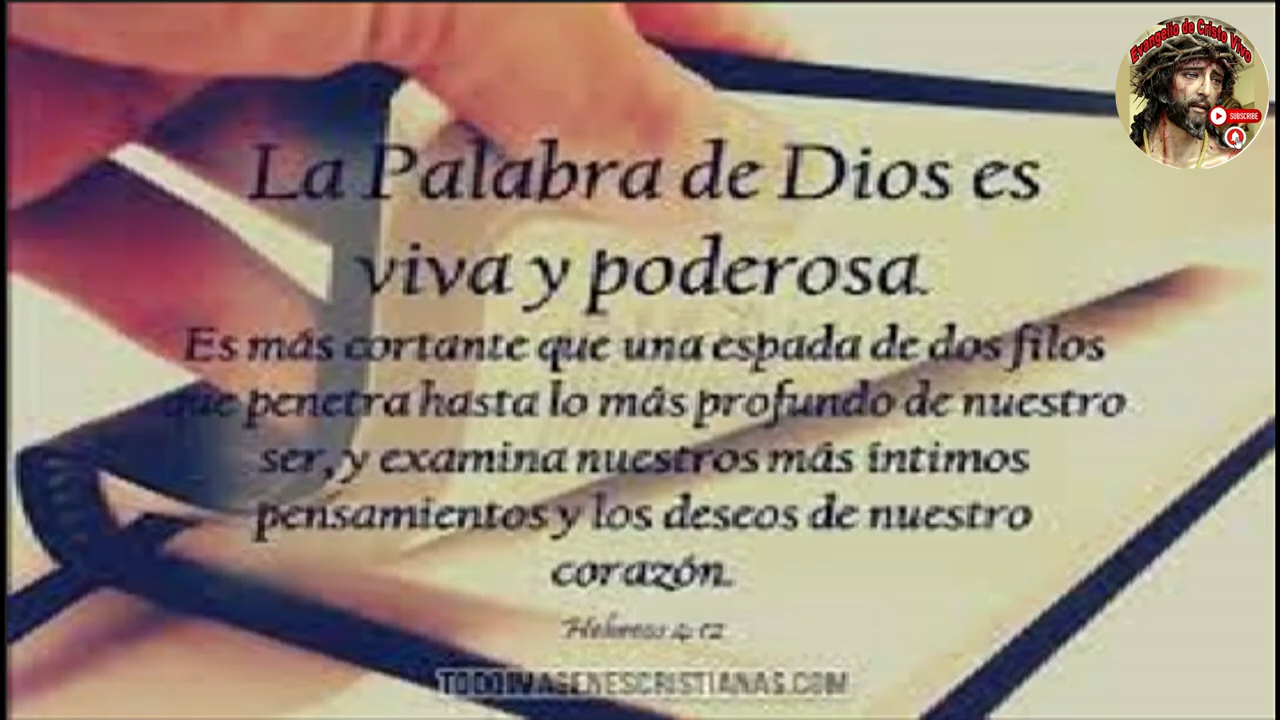 Evangelio de Cristo Vivo
SUBSCRIBE
La Palabra de Dios es
viva y poderosa.
Es más cortante que una espada de dos filos
que penetra hasta lo más profundo de nuestro
ser, y examina nuestros más íntimos
pensamientos y los deseos de nuestro
corazón.
Hebreos 4:12
TODOIMAGENESCRISTIANAS.COM